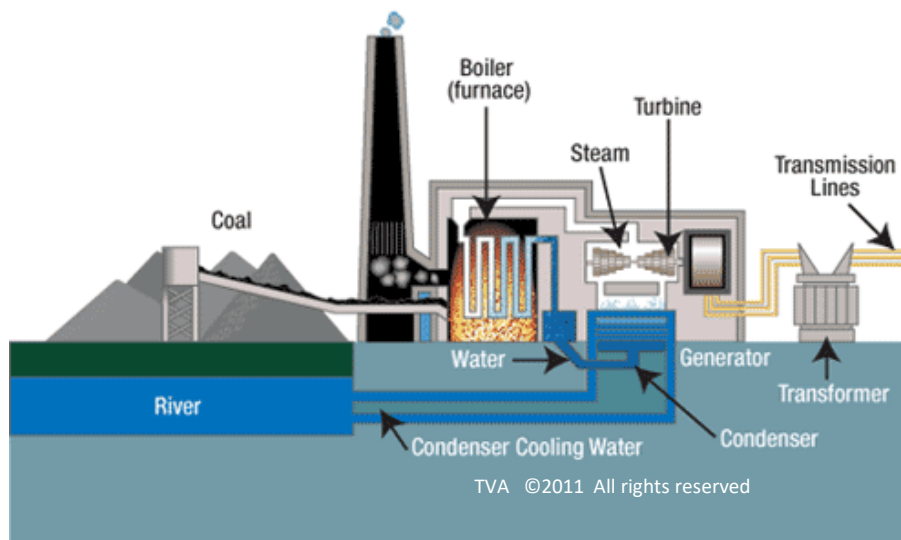 Boiler
(furnace)
Turbine
Steam
Transmission
Lines
Coal
Water
Generator
Transformer
River
Condenser
Condenser Cooling Water
TVA ©2011 All rights reserved